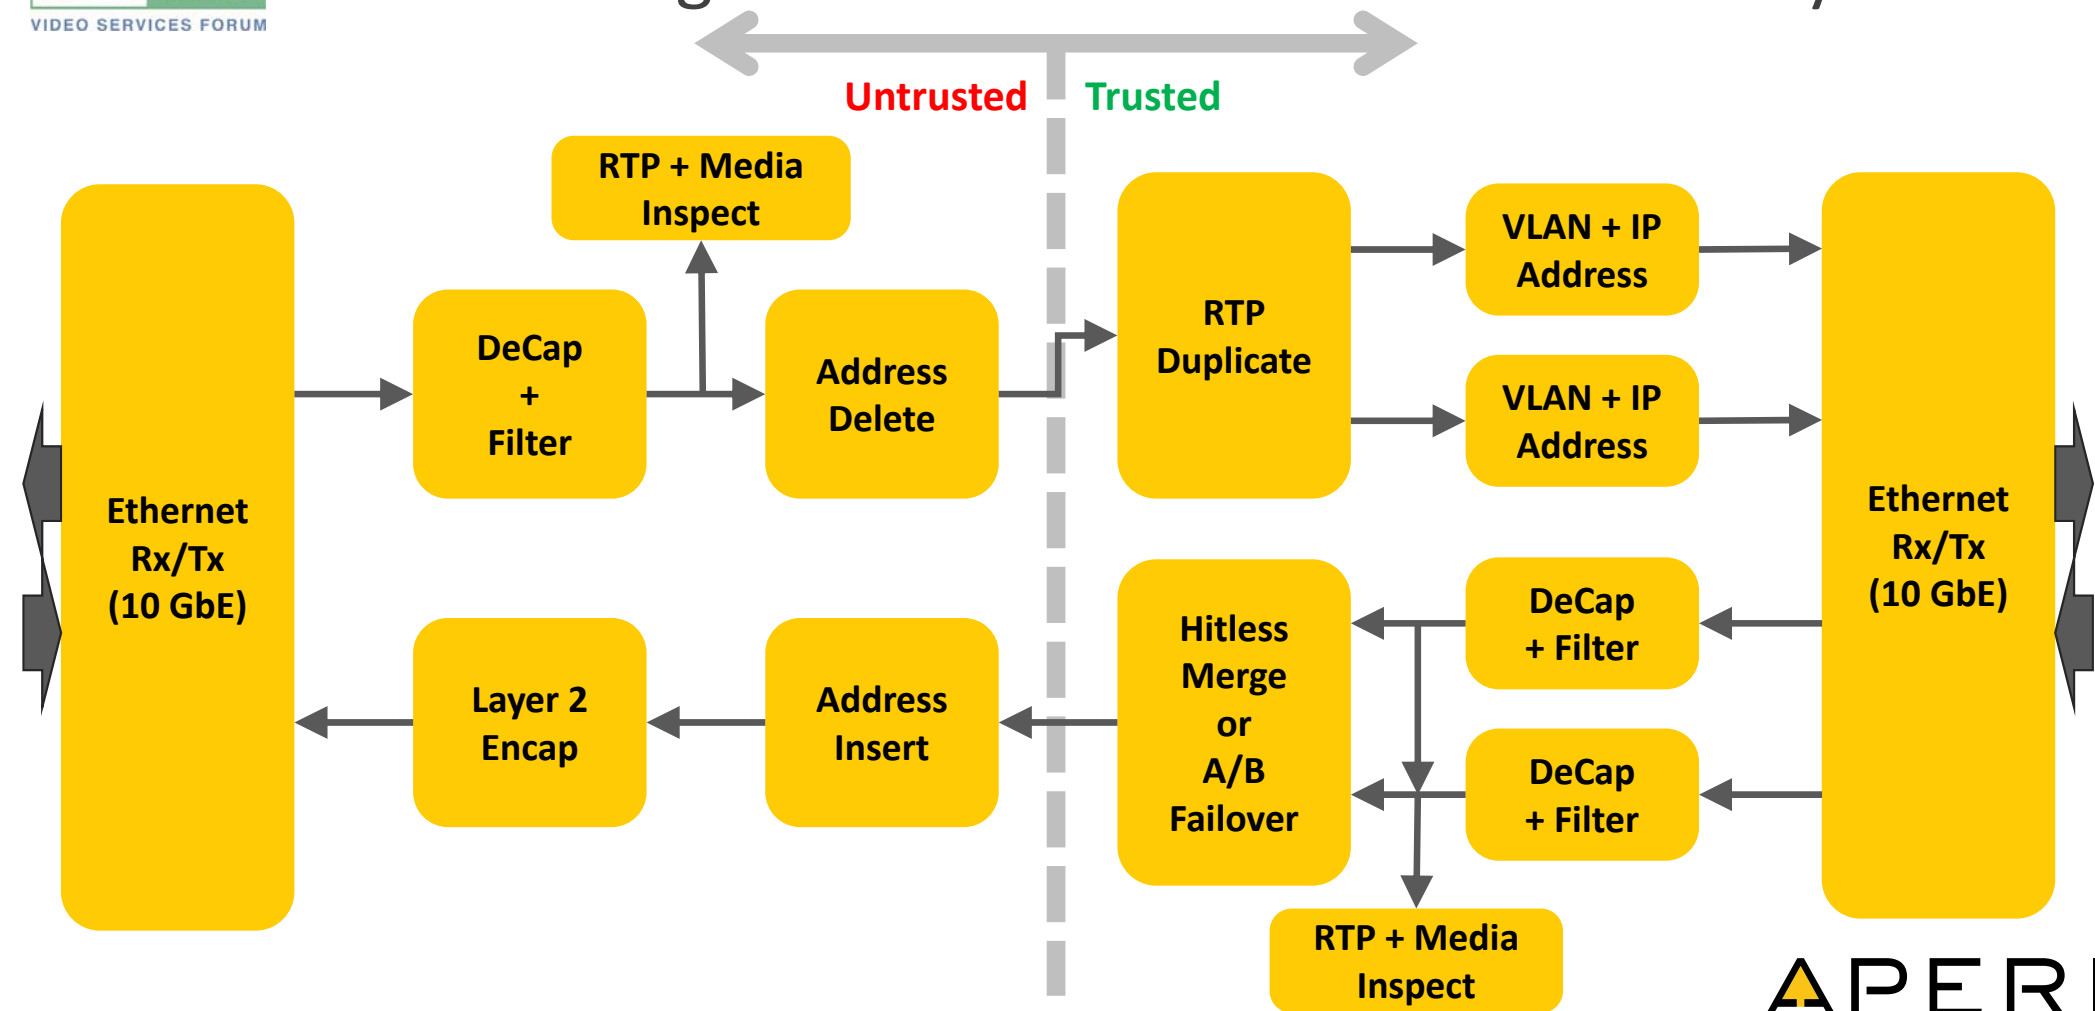 VIDEO SERVICES FORUM
Untrusted
Trusted
RTP + Media
Inspect
Ethernet
Rx/Tx
(10 GbE)
DeCap
+
Filter
Address
Delete
RTP
Duplicate
VLAN + IP
Address
VLAN + IP
Address
Ethernet
Rx/Tx
(10 GbE)
Layer 2
Encap
Address
Insert
Hitless
Merge
or
A/B
Failover
DeCap
+ Filter
DeCap
+ Filter
RTP + Media
Inspect
APER